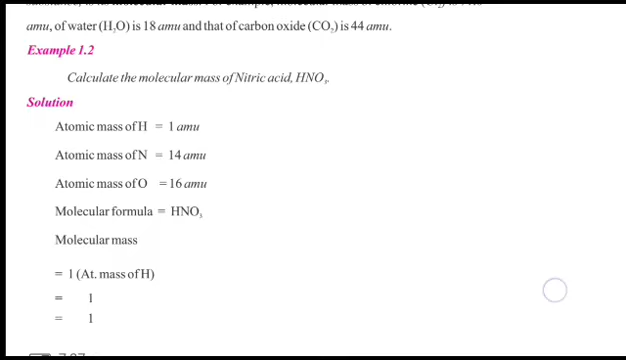 amu, of water (H₂O) is 18 amu and that of carbon oxide (CO₂) is 44 amu.
Example 1.2
Calculate the molecular mass of Nitric acid, HNO₃.
Solution
Atomic mass of H = 1 amu
Atomic mass of N = 14 amu
Atomic mass of O = 16 amu
Molecular formula = HNO₃
Molecular mass
= 1 (At. mass of H)
= 1
= 1